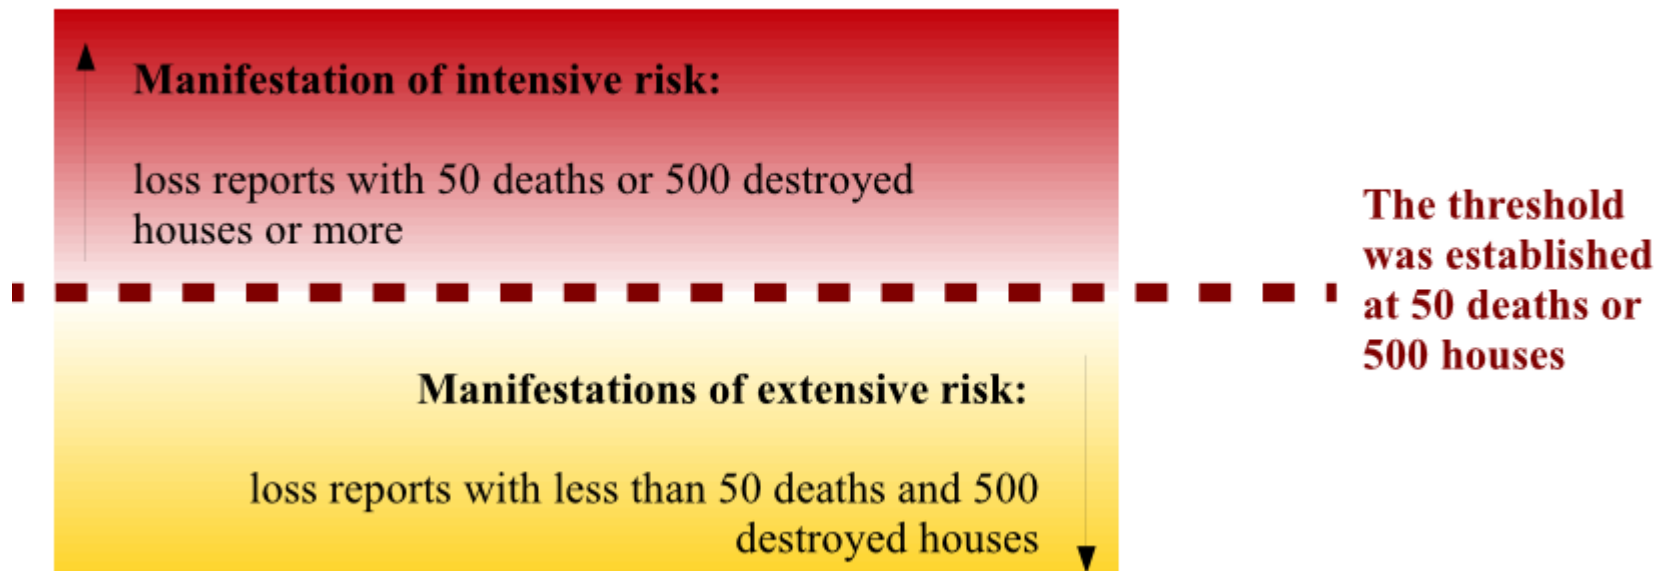 Manifestation of intensive risk:
loss reports with 50 deaths or 500 destroyed
houses or more
The threshold
was established
at 50 deaths or
500 houses
Manifestations of extensive risk:
loss reports with less than 50 deaths and 500
destroyed houses